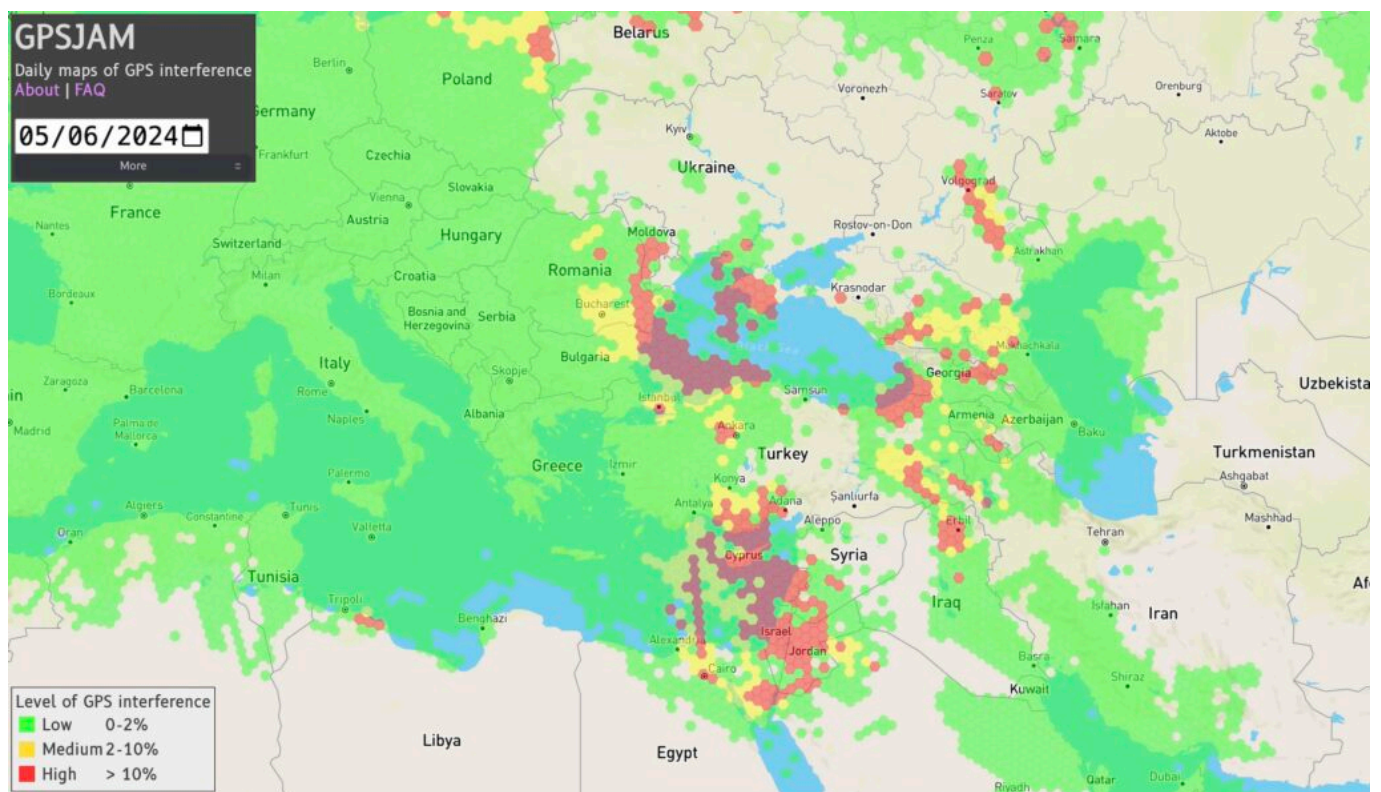 GPSJAM
Daily maps of GPS interference
About | FAQ
05/06/2024
More
Belarus
Penza
Samara
Berlin
Poland
Voronezh
Saratov
Orenburg
Germany
Kyiv
Aktobe
Frankfurt
Czechia
Ukraine
Volgograd
Slovakia
Vienna
France
Austria
Nantes
Hungary
Moldova
Rostov-on-Don
Switzerland
Astrakhan
Milan
Croatia
Romania
Krasnodar
Bordeaux
Bucharest
Bosnia and
Herzegovina
Serbia
Black Sea
Makhachkala
Italy
Bulgaria
Skopje
Georgia
Zaragoza
Barcelona
Rome
Istanbul
Samsun
Uzbekista
in
Naples
Albania
Armenia
Azerbaijan
Madrid
Palma de
Mallorca
Ankara
Baku
Greece
Izmir
Turkey
Turkmenistan
Palermo
Konya
Ashgabat
Algiers
Constantine
Tunis
Antalya
Adana
Şanlıurfa
Mashhad
Oran
Valletta
Aleppo
Erbil
Tehran
Cyprus
Syria
Tunisia
Af
Tripoli
Iraq
Isfahan
Iran
Benghazi
Alexandria
Israel
Jordan
Cairo
Basra
Shiraz
Kuwait
Libya
Egypt
Qatar
Dubai
Riyadh
Level of GPS interference
Low 0-2%
Medium 2-10%
High > 10%